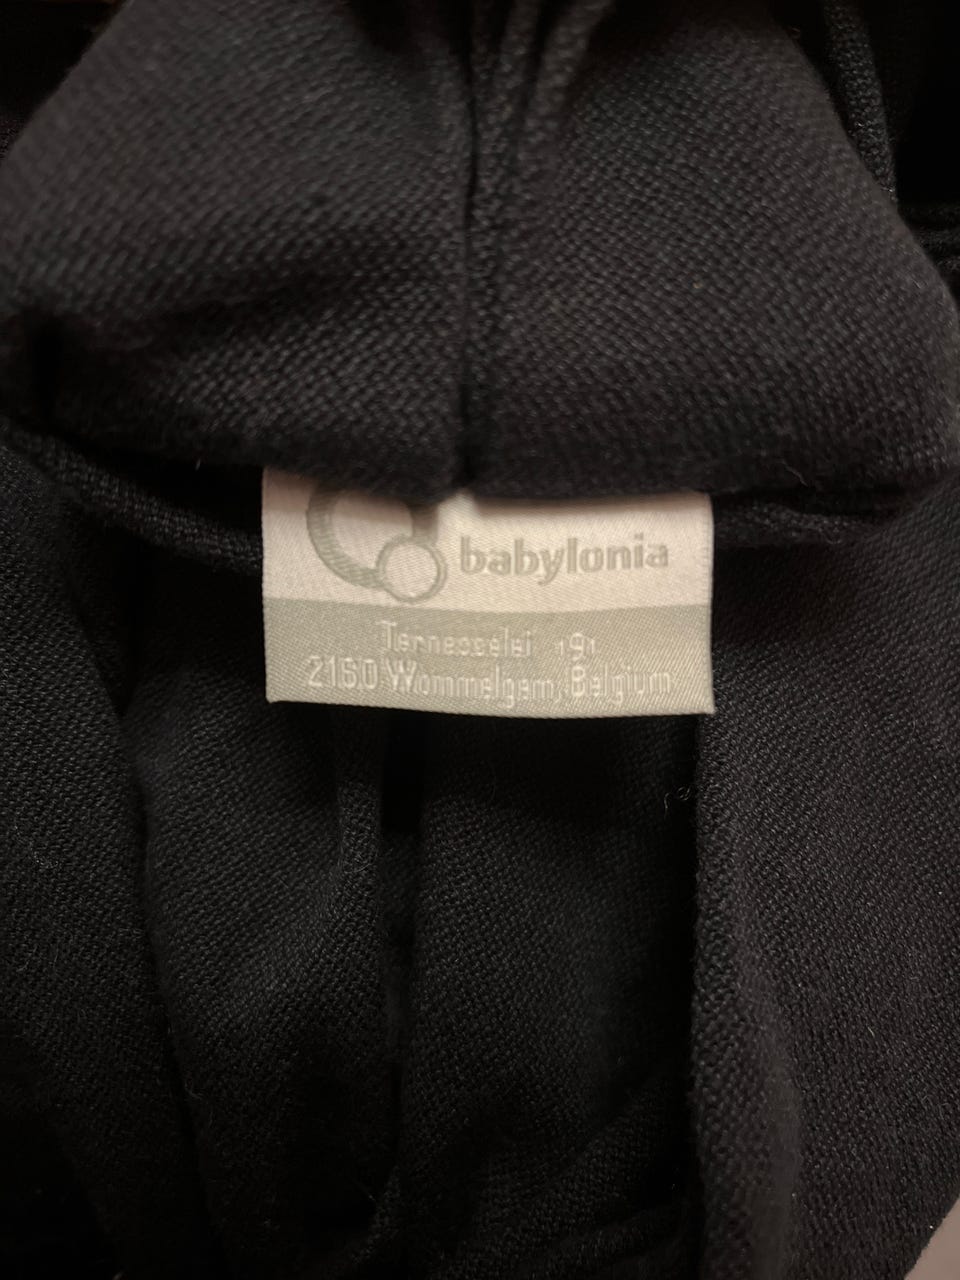 babylonia
Ternesselei 191
2160 Wommelgem, Belgium